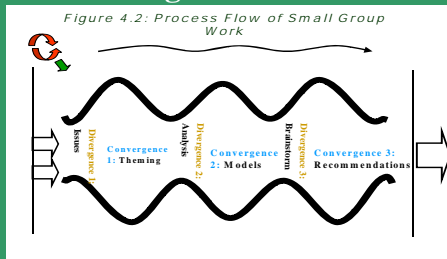 Figure 4.2: Process Flow of Small Group
Work
Divergence 1:
Issues
Convergence
1: Theming
Divergence 2:
Analysis
Convergence
2: Models
Divergence 3:
Brainstorm
Convergence 3:
Recommendations